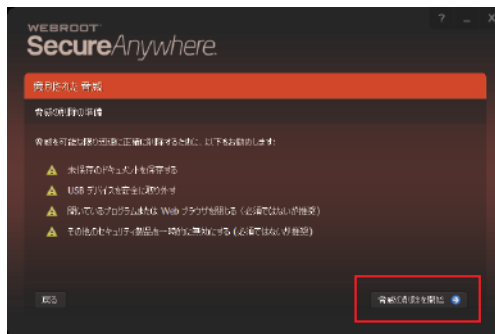 WEBROOT
SecureAnywhere.
識別された脅威
脅威の削除の準備
脅威を可能な限り迅速に正確に削除するために、以下をお勧めします:
未保存のドキュメントを保存する
USB デバイスを安全に取り外す
開いているプログラムまたは Web ブラウザを閉じる (必須ではないが推奨)
その他のセキュリティ製品を一時的に無効にする (必須ではないが推奨)
戻る
脅威の削除を開始